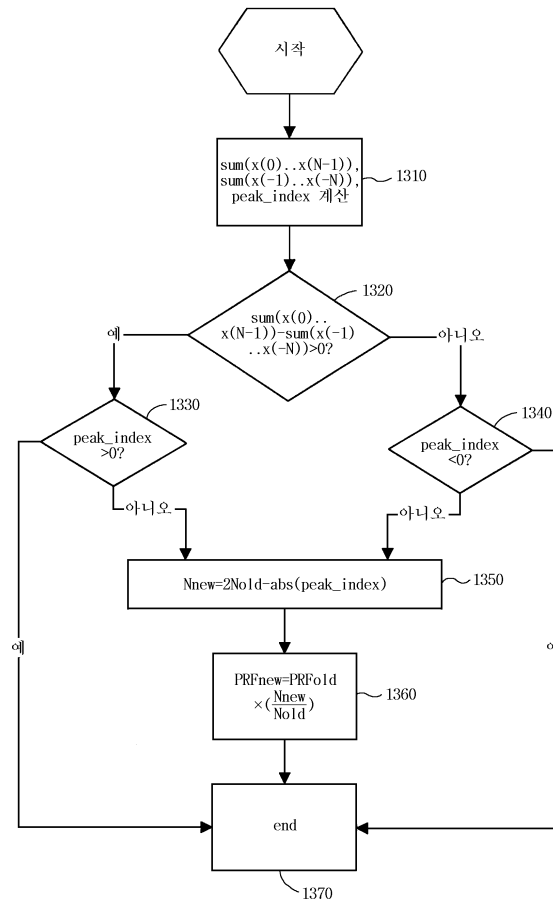 시작
sum(x(0)..x(N-1)),
sum(x(-1)..x(-N)),
peak_index 계산
1310
1320
sum(x(0)..
x(N-1))-sum(x(-1)
..x(-N))>0?
예
아니오
1330
peak_index
>0?
1340
peak_index
<0?
아니오
아니오
Nnew=2Nold-abs(peak_index)
1350
예
PRFnew=PRFold
×(Nnew
Nold)
1360
end
1370